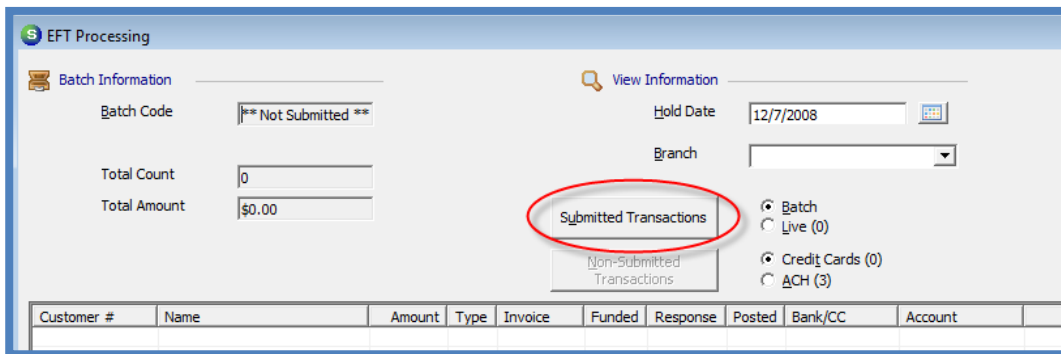 S EFT Processing
Batch Information
View Information
Batch Code ** Not Submitted **
Hold Date 12/7/2008
Branch
Total Count 0
Total Amount $0.00
Submitted Transactions
Batch
Live (0)
Non-Submitted
Transactions
Credit Cards (0)
ACH (3)
Customer # Name Amount Type Invoice Funded Response Posted Bank/CC Account